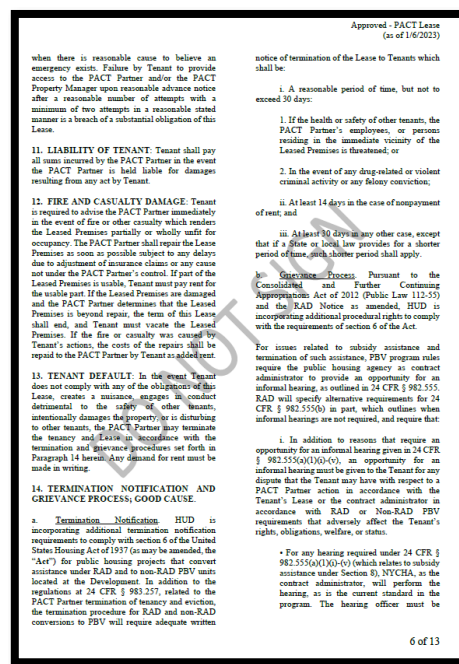 Approved - PACT Lease
(as of 1/6/2023)
when there is reasonable cause to believe an
emergency exists. Failure by Tenant to provide
access to the PACT Partner and/or the PACT
Property Manager upon reasonable advance notice
after a reasonable number of attempts with a
minimum of two attempts in a reasonable stated
manner is a breach of a substantial obligation of this
Lease.
11. LIABILITY OF TENANT: Tenant shall pay
all sums incurred by the PACT Partner in the event
the PACT Partner is held liable for damages
resulting from any act by Tenant.
12. FIRE AND CASUALTY DAMAGE: Tenant
is required to advise the PACT Partner immediately
in the event of fire or other casualty which renders
the Leased Premises partially or wholly unfit for
occupancy. The PACT Partner shall repair the Lease
Premises as soon as possible subject to any delays
due to adjustment of insurance claims or any cause
not under the PACT Partner's control. If part of the
Leased Premises is usable, Tenant must pay rent for
the usable part. If the Leased Premises are damaged
and the PACT Partner determines that the Leased
Premises is beyond repair, the term of this Lease
shall end, and Tenant must vacate the Leased
Premises. If the fire or casualty was caused by
Tenant's actions, the costs of the repairs shall be
repaid to the PACT Partner by Tenant as added rent.
13. TENANT DEFAULT: In the event Tenant
does not comply with any of the obligations of this
Lease, creates a nuisance, engages in conduct
detrimental to the safety of other tenants,
intentionally damages the property, or is disturbing
to other tenants, the PACT Partner may terminate
the tenancy and Lease in accordance with the
termination and grievance procedures set forth in
Paragraph 14 herein. Any demand for rent must be
made in writing.
14. TERMINATION NOTIFICATION AND
GRIEVANCE PROCESS; GOOD CAUSE.
a. Termination Notification. HUD is
incorporating additional termination notification
requirements to comply with section 6 of the United
States Housing Act of 1937 (as may be amended, the
"Act") for public housing projects that convert
assistance under RAD and to non-RAD PBV units
located at the Development. In addition to the
regulations at 24 CFR § 983.257, related to the
PACT Partner termination of tenancy and eviction,
the termination procedure for RAD and non-RAD
conversions to PBV will require adequate written
notice of termination of the Lease to Tenants which
shall be:
i. A reasonable period of time, but not to
exceed 30 days:
1. If the health or safety of other tenants, the
PACT Partner's employees, or persons
residing in the immediate vicinity of the
Leased Premises is threatened; or
2. In the event of any drug-related or violent
criminal activity or any felony conviction;
ii. At least 14 days in the case of nonpayment
of rent; and
iii. At least 30 days in any other case, except
that if a State or local law provides for a shorter
period of time, such shorter period shall apply.
b. Grievance Process. Pursuant to the
Consolidated and Further Continuing
Appropriations Act of 2012 (Public Law 112-55)
and the RAD Notice as amended, HUD is
incorporating additional procedural rights to comply
with the requirements of section 6 of the Act.
For issues related to subsidy assistance and
termination of such assistance, PBV program rules
require the public housing agency as contract
administrator to provide an opportunity for an
informal hearing, as outlined in 24 CFR § 982.555.
RAD will specify alternative requirements for 24
CFR § 982.555(b) in part, which outlines when
informal hearings are not required, and require that:
i. In addition to reasons that require an
opportunity for an informal hearing given in 24 CFR
§ 982.555(a)(1)(i)-(v), an opportunity for an
informal hearing must be given to the Tenant for any
dispute that the Tenant may have with respect to a
PACT Partner action in accordance with the
Tenant's Lease or the contract administrator in
accordance with RAD or Non-RAD PBV
requirements that adversely affect the Tenant's
rights, obligations, welfare, or status.
• For any hearing required under 24 CFR §
982.555(a)(1)(i)-(v) (which relates to subsidy
assistance under Section 8), NYCHA, as the
contract administrator, will perform the
hearing, as is the current standard in the
program. The hearing officer must be
DO NOT SIGN
6 of 13